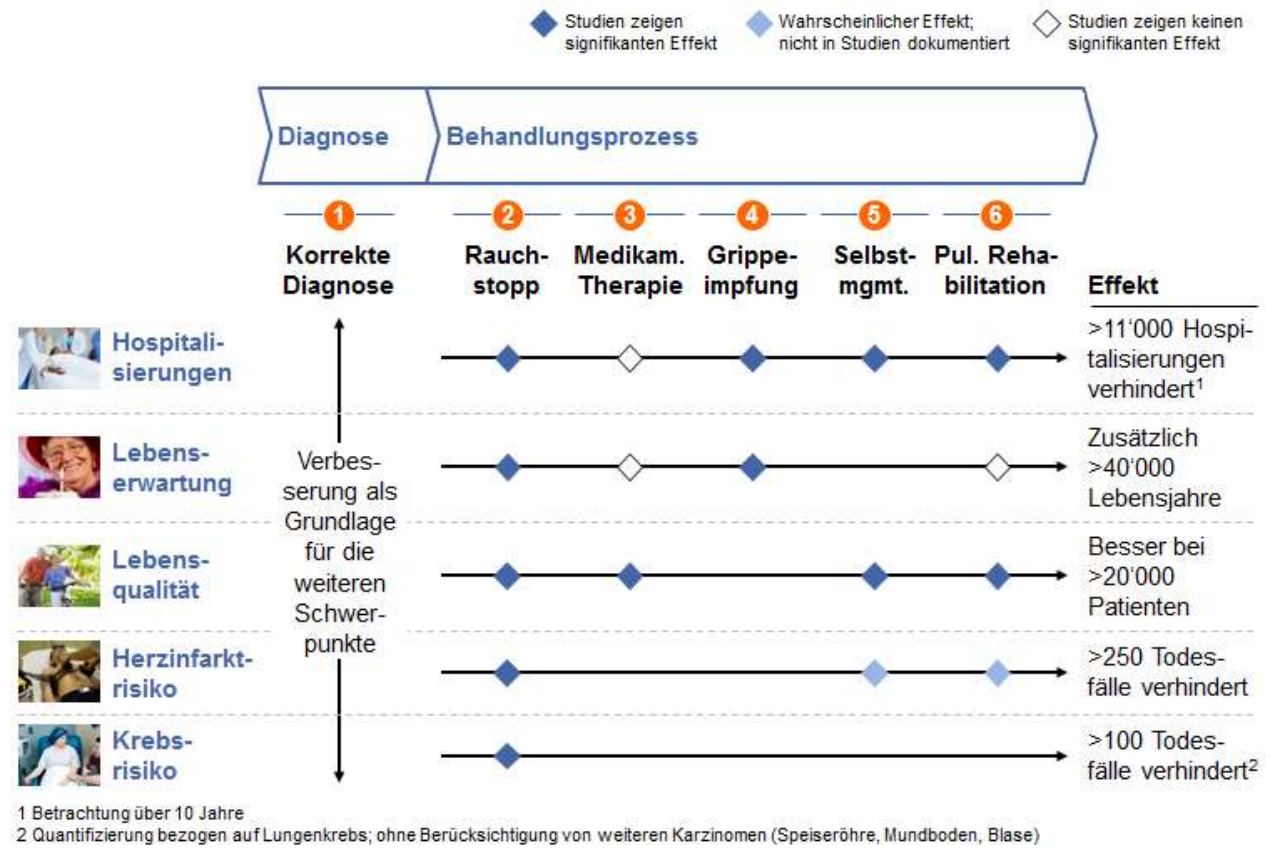 Studien zeigen
signifikanten Effekt
Wahrscheinlicher Effekt;
nicht in Studien dokumentiert
Studien zeigen keinen
signifikanten Effekt
Diagnose
Behandlungsprozess
1
2
3
4
5
6
Korrekte
Diagnose
Rauch-
stopp
Medikam.
Therapie
Grippe-
impfung
Selbst-
mgmt.
Pul. Reha-
bilitation
Effekt
Hospitali-
sierungen
>11‘000 Hospi-
talisierungen
verhindert1
Lebens-
erwartung
Zusätzlich
>40‘000
Lebensjahre
Verbes-
serung als
Grundlage
für die
weiteren
Schwer-
punkte
Lebens-
qualität
Besser bei
>20‘000
Patienten
Herzinfarkt-
risiko
>250 Todes-
fälle verhindert
Krebs-
risiko
>100 Todes-
fälle verhindert2
1 Betrachtung über 10 Jahre
2 Quantifizierung bezogen auf Lungenkrebs; ohne Berücksichtigung von weiteren Karzinomen (Speiseröhre, Mundboden, Blase)